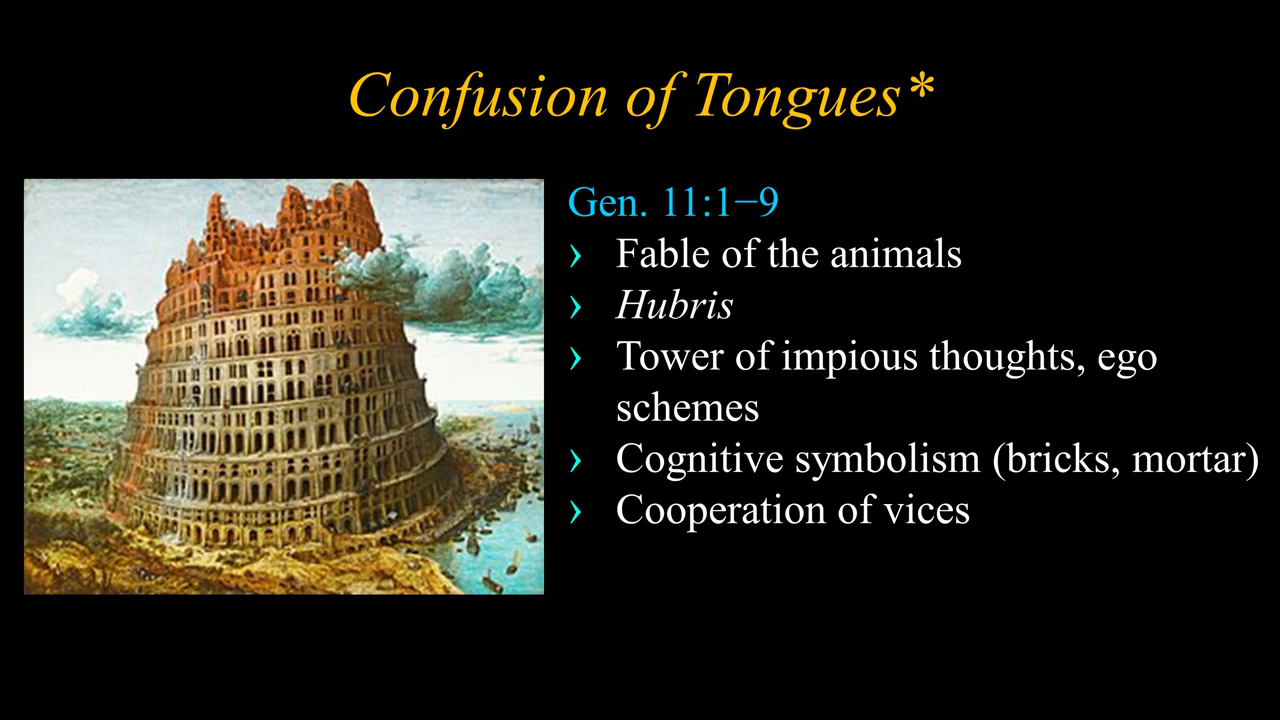 Confusion of Tongues*
Gen. 11:1−9
› Fable of the animals
› Hubris
› Tower of impious thoughts, ego
schemes
› Cognitive symbolism (bricks, mortar)
› Cooperation of vices